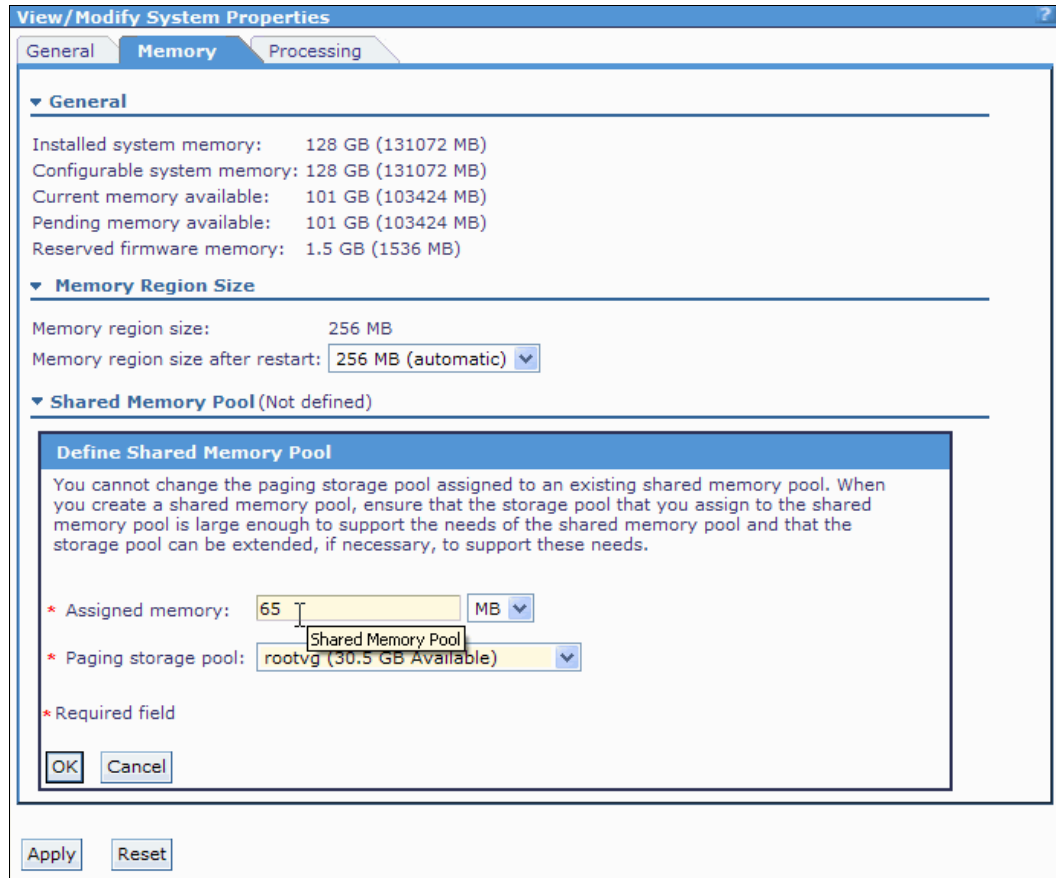 View/Modify System Properties ?
General Memory Processing
General
Installed system memory: 128 GB (131072 MB)
Configurable system memory: 128 GB (131072 MB)
Current memory available: 101 GB (103424 MB)
Pending memory available: 101 GB (103424 MB)
Reserved firmware memory: 1.5 GB (1536 MB)
Memory Region Size
Memory region size: 256 MB
Memory region size after restart: 256 MB (automatic)
Shared Memory Pool (Not defined)
Define Shared Memory Pool
You cannot change the paging storage pool assigned to an existing shared memory pool. When
you create a shared memory pool, ensure that the storage pool that you assign to the shared
memory pool is large enough to support the needs of the shared memory pool and that the
storage pool can be extended, if necessary, to support these needs.
* Assigned memory: 65 MB
Shared Memory Pool
* Paging storage pool: rootvg (30.5 GB Available)
* Required field
OK Cancel
Apply Reset